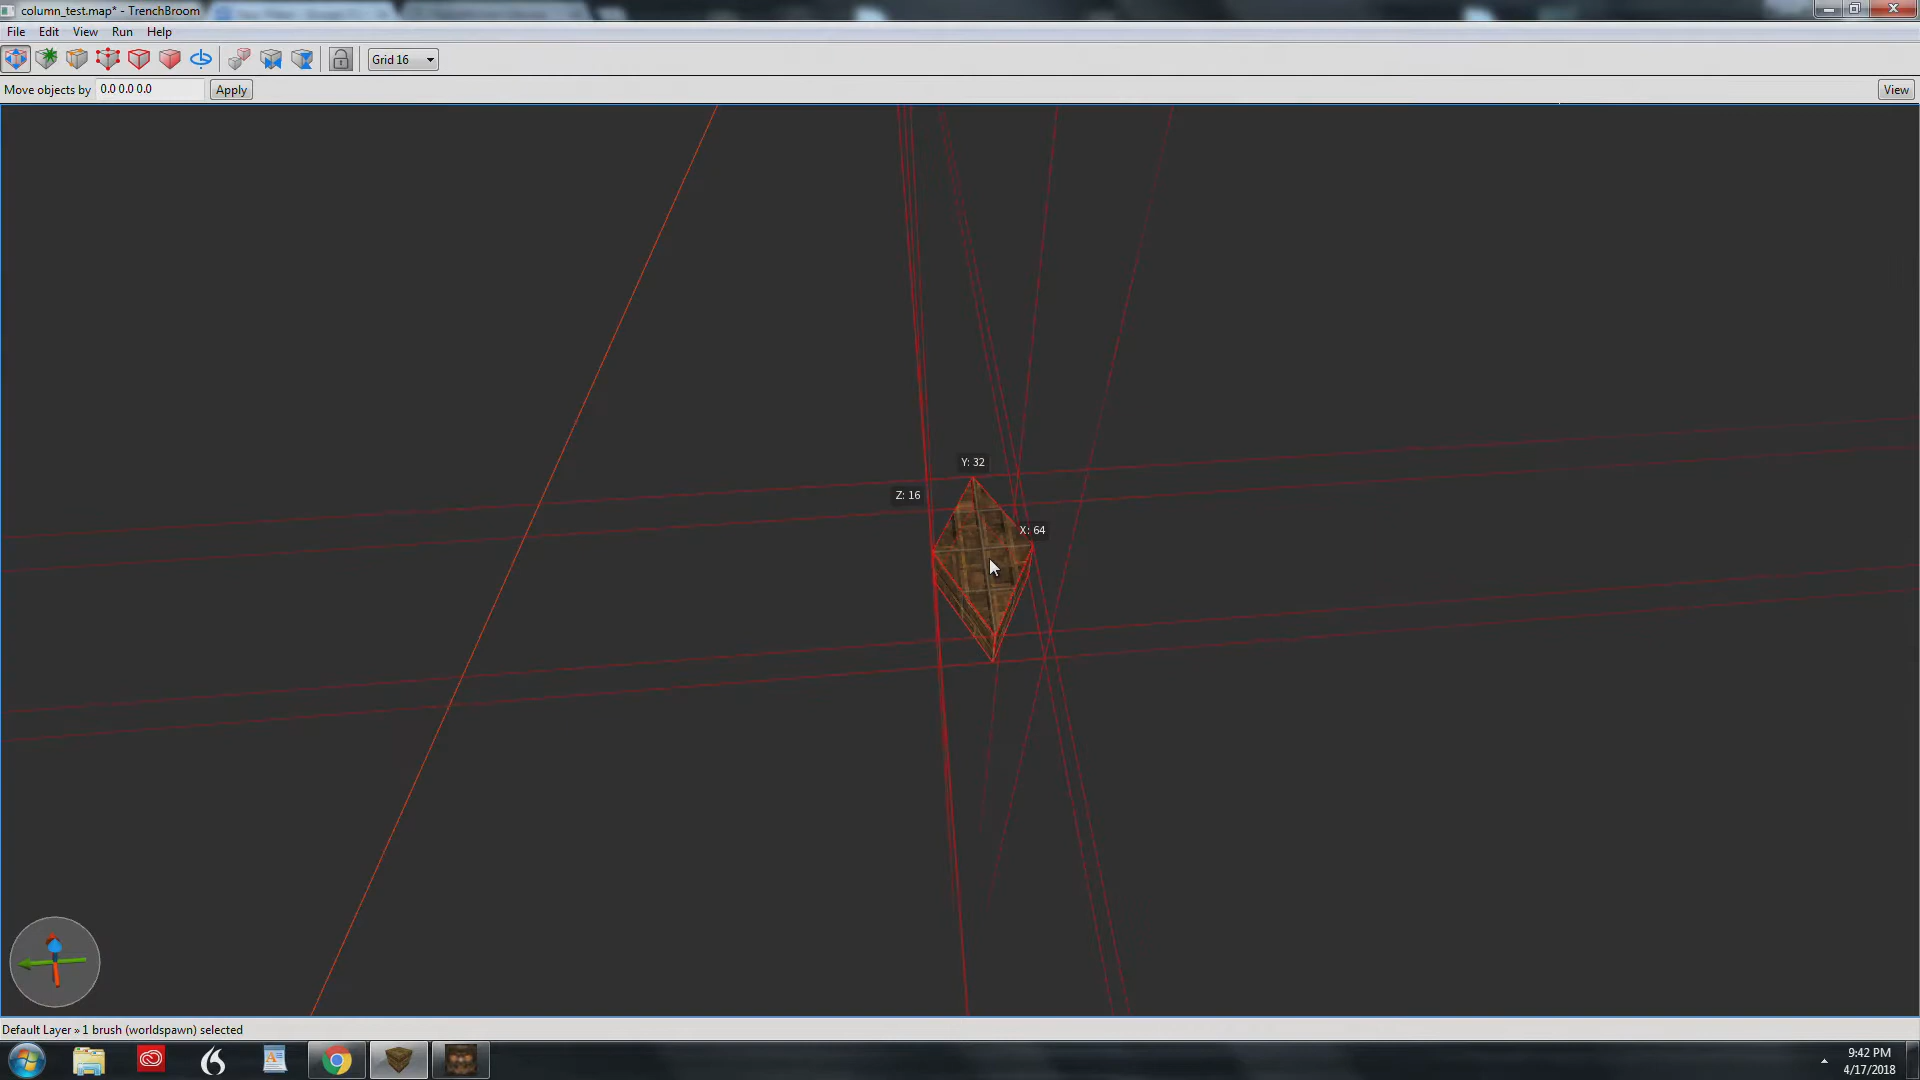 column_test.map* - TrenchBroom
File Edit View Run Help
Grid 16
Move objects by 0.0 0.0 0.0 Apply View
Y: 32
Z: 16
X: 64
Default Layer » 1 brush (worldspawn) selected
9:42 PM
4/17/2018